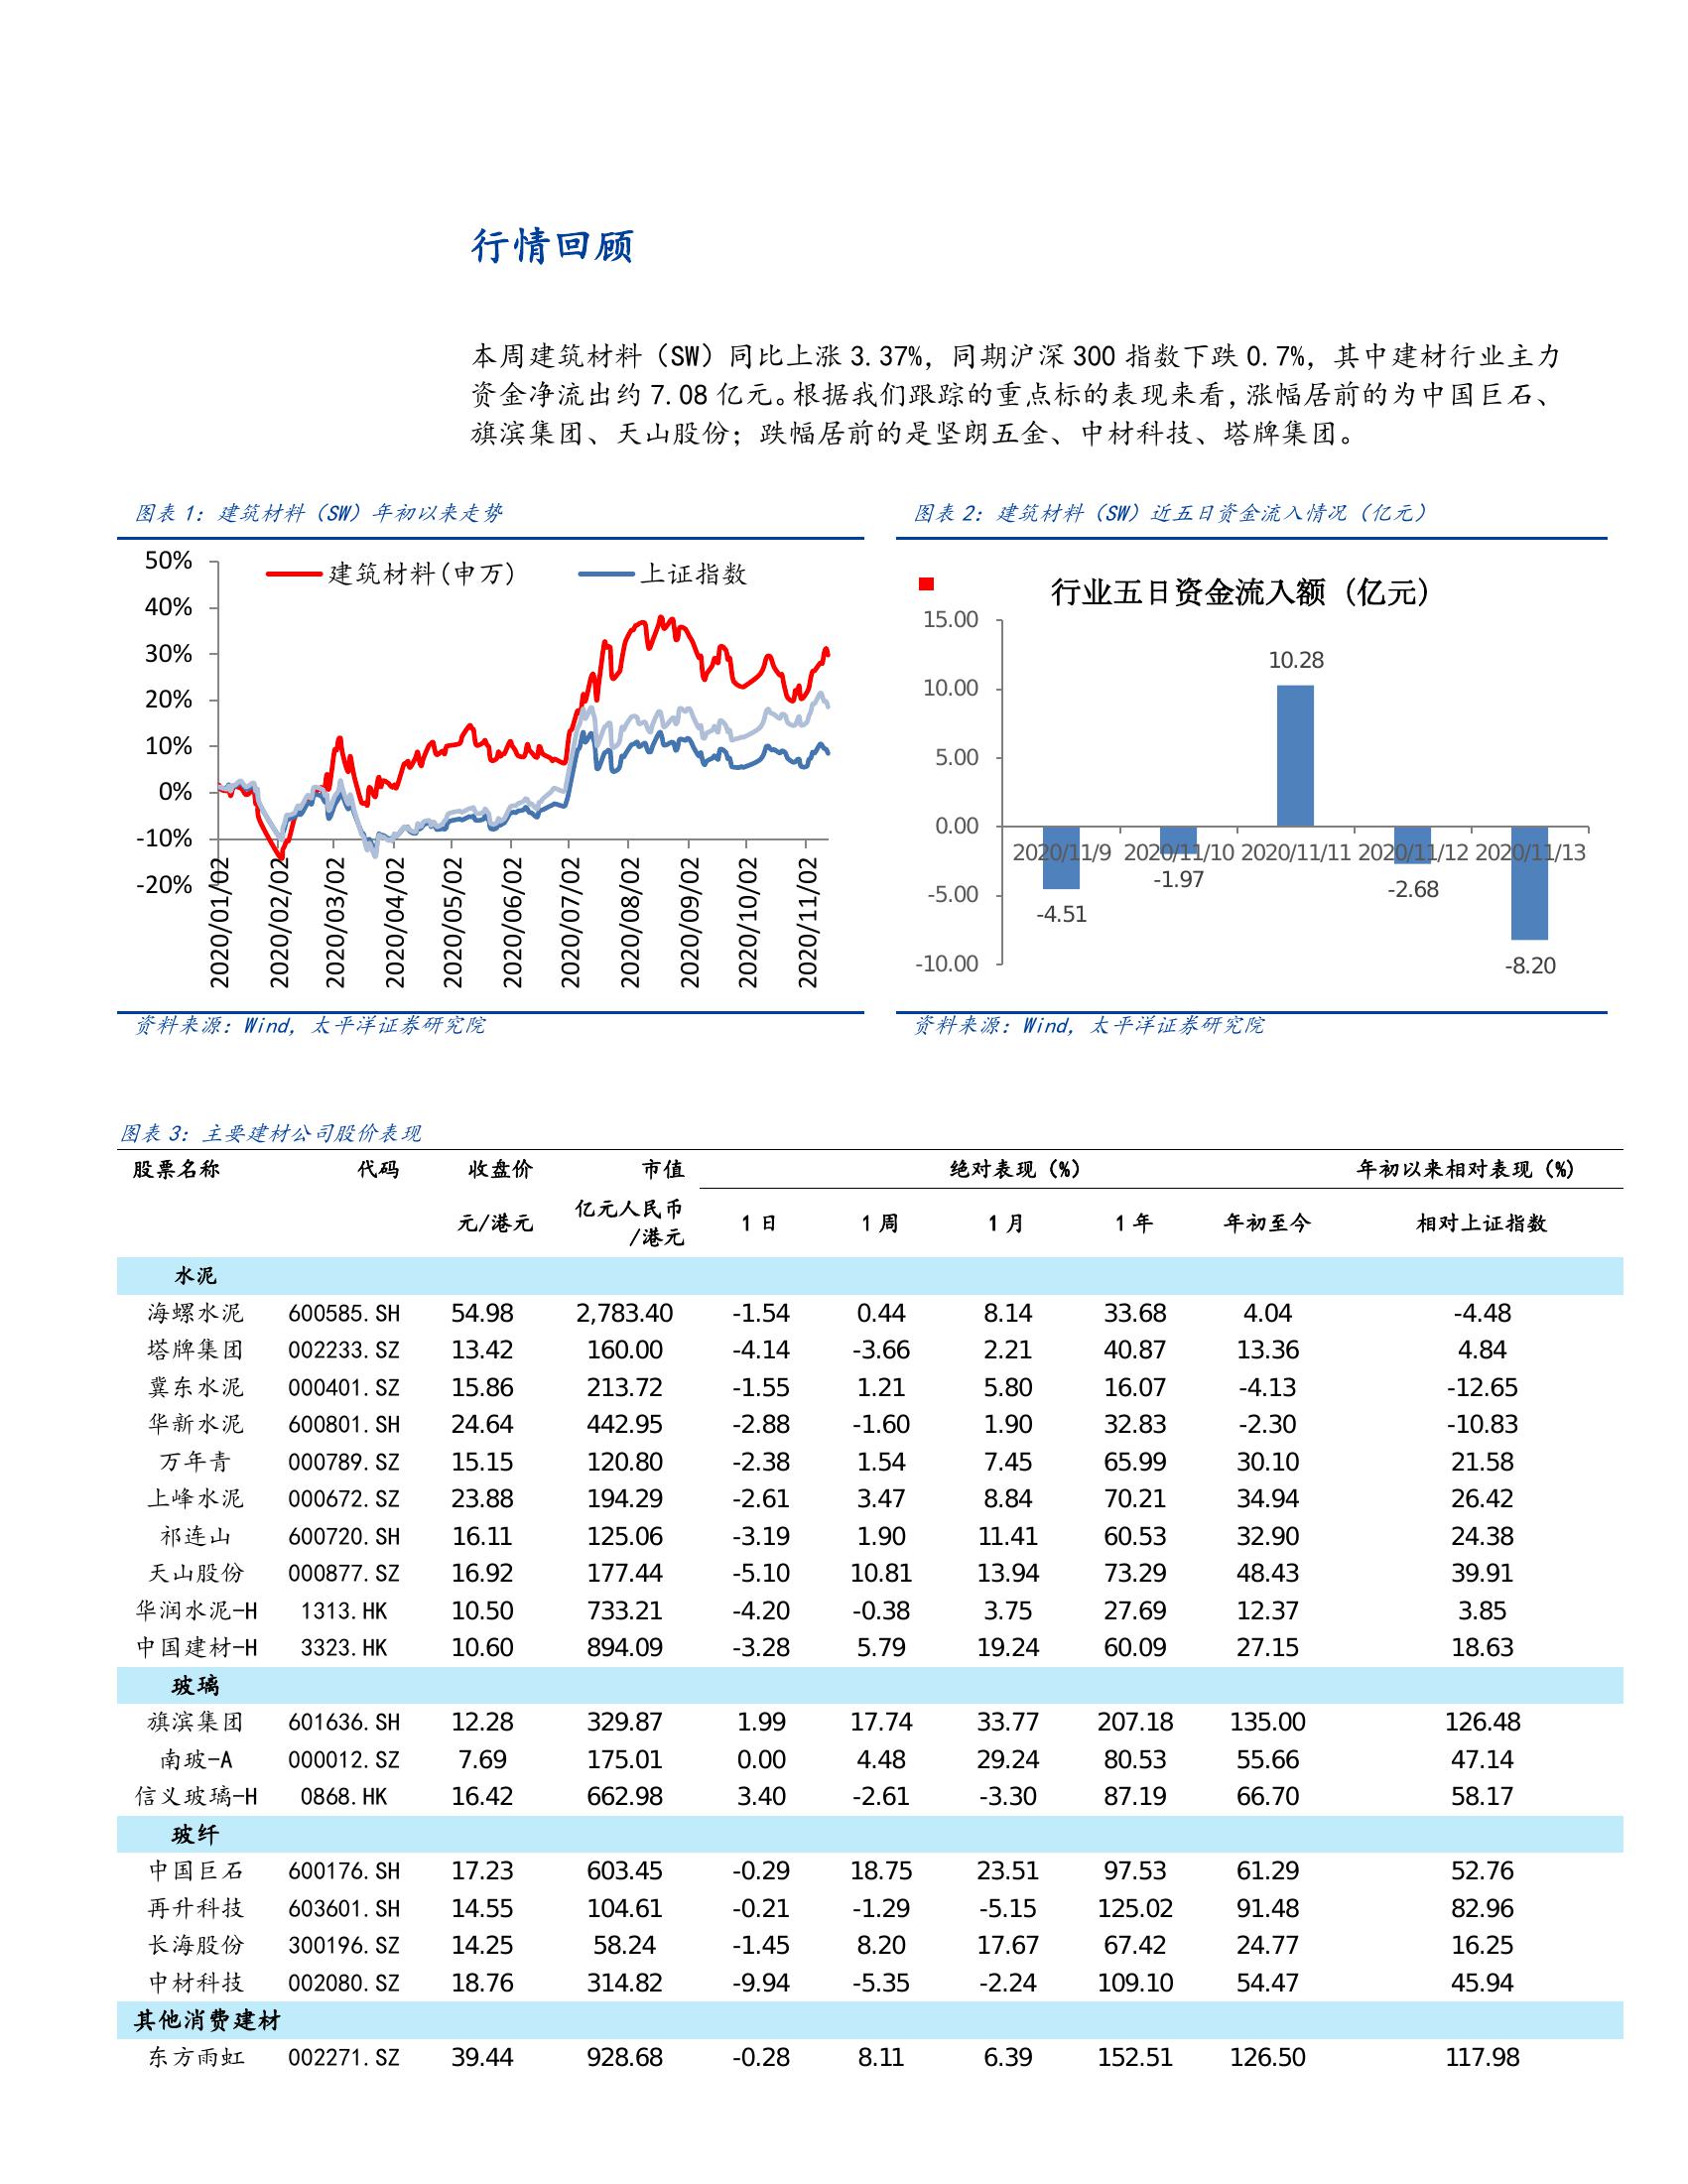 行情回顾
本周建筑材料（SW）同比上涨 3.37%，同期沪深 300 指数下跌 0.7%，其中建材行业主力
资金净流出约 7.08 亿元。根据我们跟踪的重点标的表现来看，涨幅居前的为中国巨石、
旗滨集团、天山股份；跌幅居前的是坚朗五金、中材科技、塔牌集团。
图表 1：建筑材料（SW）年初以来走势
50%
40%
30%
20%
10%
0%
-10%
-20%
建筑材料(申万)
上证指数
2020/01/02
2020/02/02
2020/03/02
2020/04/02
2020/05/02
2020/06/02
2020/07/02
2020/08/02
2020/09/02
2020/10/02
2020/11/02
资料来源：Wind，太平洋证券研究院
图表 2：建筑材料（SW）近五日资金流入情况（亿元）
行业五日资金流入额（亿元）
15.00
10.00
5.00
0.00
-5.00
-10.00
10.28
2020/11/9 2020/11/10 2020/11/11 2020/11/12 2020/11/13
-1.97
-2.68
-4.51
-8.20
资料来源：Wind，太平洋证券研究院
图表 3：主要建材公司股价表现
股票名称 代码 收盘价 市值 绝对表现（%） 年初以来相对表现（%）
元/港元 亿元人民币/港元 1 日 1 周 1 月 1 年 年初至今 相对上证指数
水泥
海螺水泥 600585.SH 54.98 2,783.40 -1.54 0.44 8.14 33.68 4.04 -4.48
塔牌集团 002233.SZ 13.42 160.00 -4.14 -3.66 2.21 40.87 13.36 4.84
冀东水泥 000401.SZ 15.86 213.72 -1.55 1.21 5.80 16.07 -4.13 -12.65
华新水泥 600801.SH 24.64 442.95 -2.88 -1.60 1.90 32.83 -2.30 -10.83
万年青 000789.SZ 15.15 120.80 -2.38 1.54 7.45 65.99 30.10 21.58
上峰水泥 000672.SZ 23.88 194.29 -2.61 3.47 8.84 70.21 34.94 26.42
祁连山 600720.SH 16.11 125.06 -3.19 1.90 11.41 60.53 32.90 24.38
天山股份 000877.SZ 16.92 177.44 -5.10 10.81 13.94 73.29 48.43 39.91
华润水泥-H 1313.HK 10.50 733.21 -4.20 -0.38 3.75 27.69 12.37 3.85
中国建材-H 3323.HK 10.60 894.09 -3.28 5.79 19.24 60.09 27.15 18.63
玻璃
旗滨集团 601636.SH 12.28 329.87 1.99 17.74 33.77 207.18 135.00 126.48
南玻-A 000012.SZ 7.69 175.01 0.00 4.48 29.24 80.53 55.66 47.14
信义玻璃-H 0868.HK 16.42 662.98 3.40 -2.61 -3.30 87.19 66.70 58.17
玻纤
中国巨石 600176.SH 17.23 603.45 -0.29 18.75 23.51 97.53 61.29 52.76
再升科技 603601.SH 14.55 104.61 -0.21 -1.29 -5.15 125.02 91.48 82.96
长海股份 300196.SZ 14.25 58.24 -1.45 8.20 17.67 67.42 24.77 16.25
中材科技 002080.SZ 18.76 314.82 -9.94 -5.35 -2.24 109.10 54.47 45.94
其他消费建材
东方雨虹 002271.SZ 39.44 928.68 -0.28 8.11 6.39 152.51 126.50 117.98